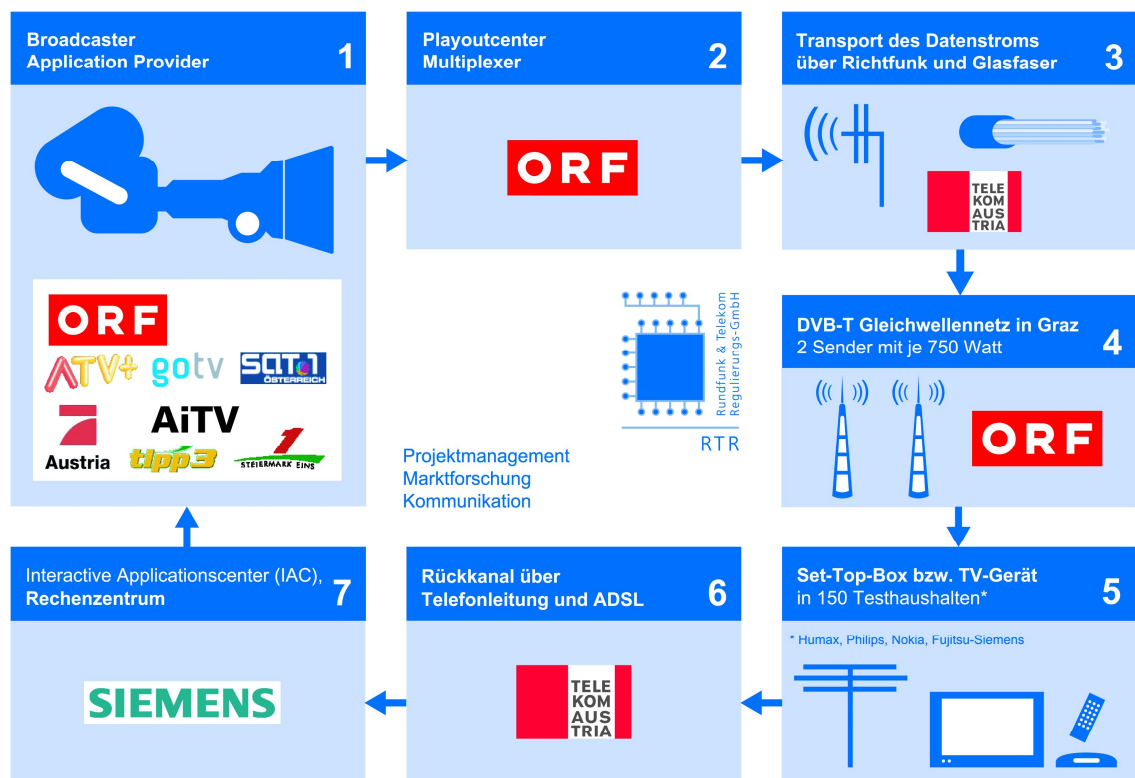 Broadcaster
Application Provider
1
ORF
ATV+ gotv SAT.1
ÖSTERREICH
Austria
AiTV
tipp3
1
STEIERMARK EINS
Playoutcenter
Multiplexer
2
ORF
Transport des Datenstroms
über Richtfunk und Glasfaser
3
TELE
KOM
AUS
TRIA
DVB-T Gleichwellennetz in Graz
2 Sender mit je 750 Watt
4
ORF
Rundfunk & Telekom
Regulierungs-GmbH
RTR
Projektmanagement
Marktforschung
Kommunikation
Set-Top-Box bzw. TV-Gerät
in 150 Testhaushalten*
5
* Humax, Philips, Nokia, Fujitsu-Siemens
Rückkanal über
Telefonleitung und ADSL
6
TELE
KOM
AUS
TRIA
Interactive Applicationscenter (IAC),
Rechenzentrum
7
SIEMENS